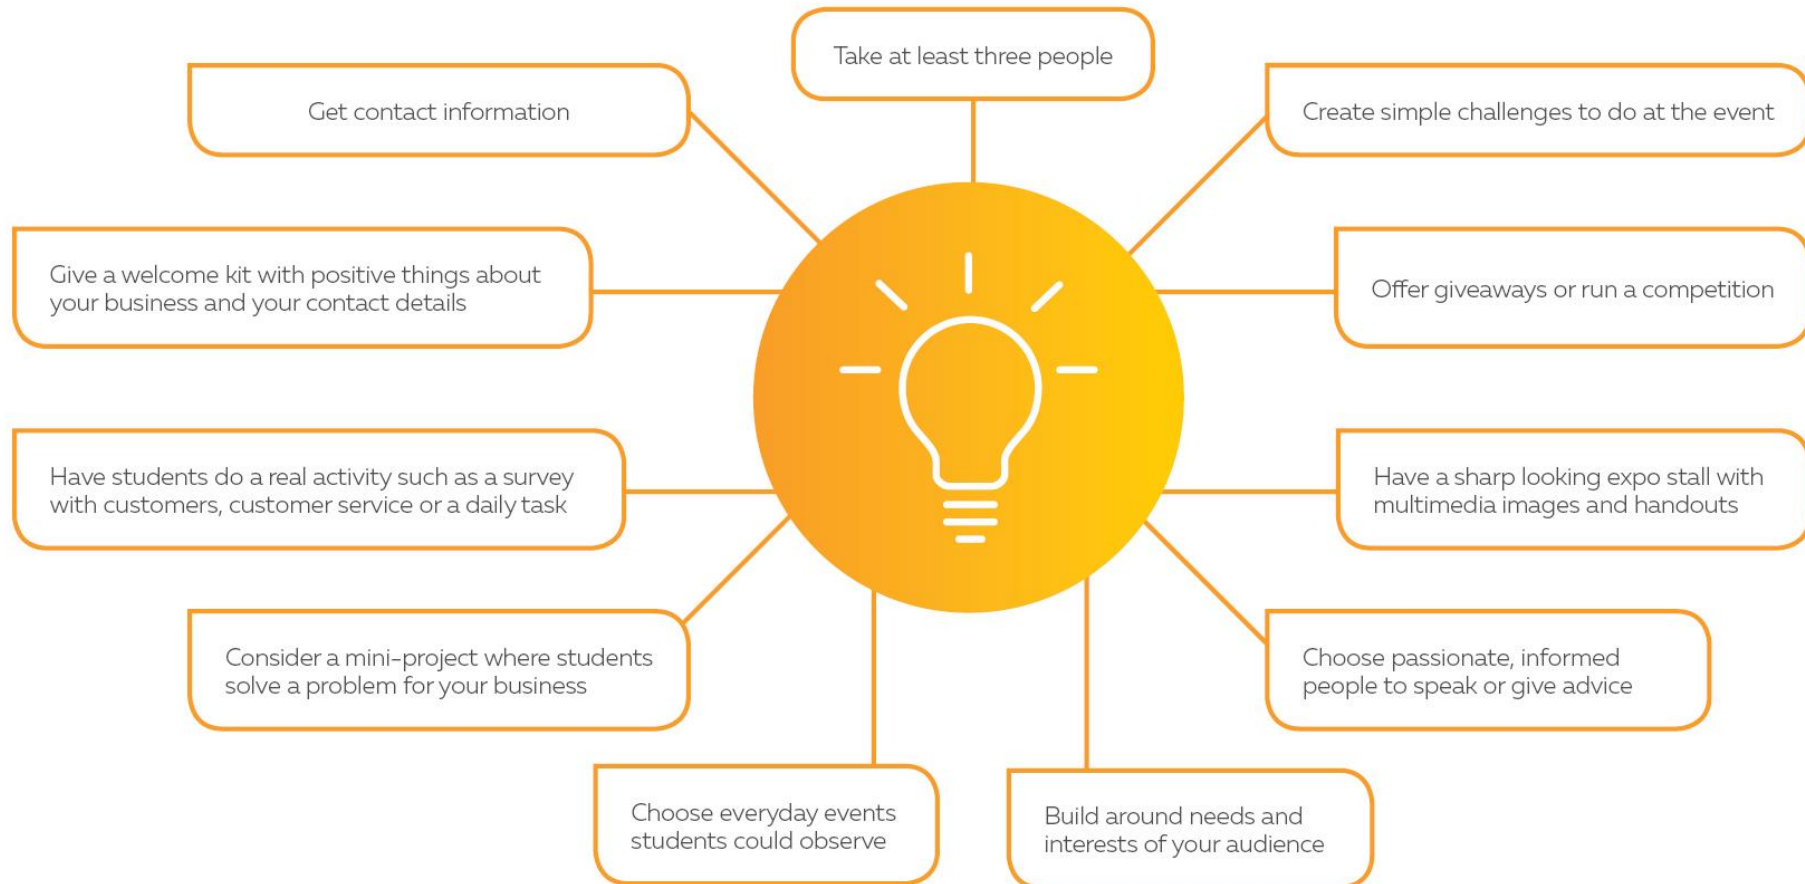 Take at least three people
Get contact information
Create simple challenges to do at the event
Give a welcome kit with positive things about
your business and your contact details
Offer giveaways or run a competition
Have students do a real activity such as a survey
with customers, customer service or a daily task
Have a sharp looking expo stall with
multimedia images and handouts
Consider a mini-project where students
solve a problem for your business
Choose passionate, informed
people to speak or give advice
Choose everyday events
students could observe
Build around needs and
interests of your audience